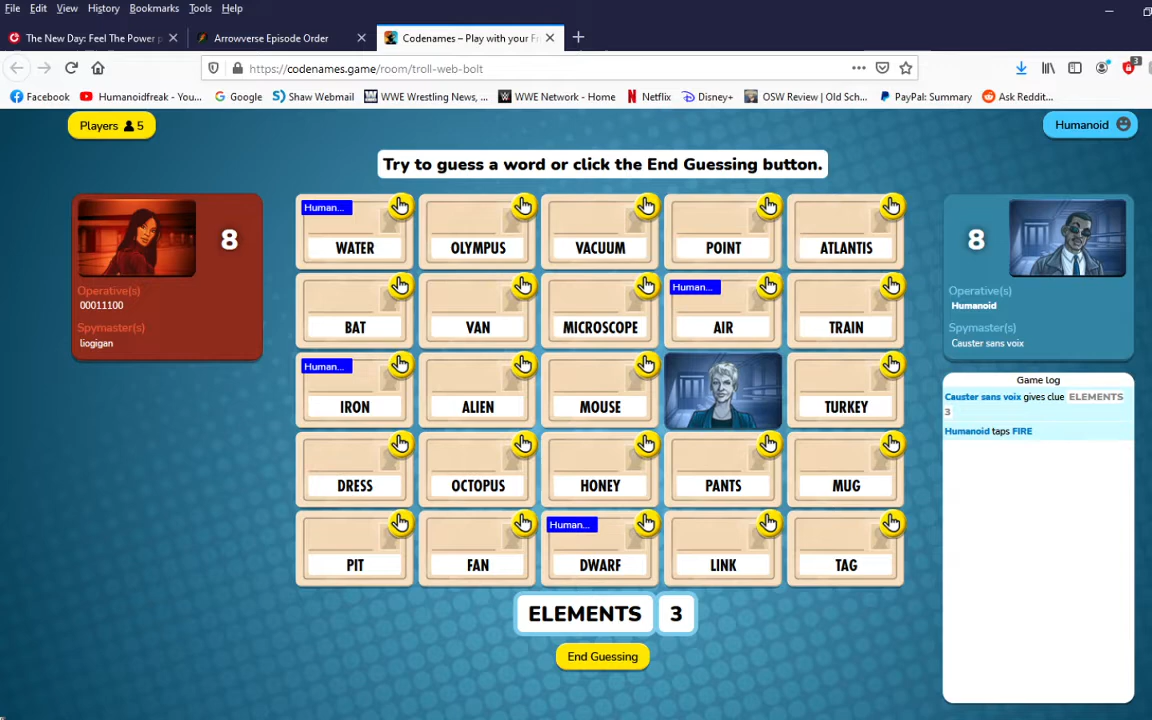 File Edit View History Bookmarks Tools Help
The New Day: Feel The Power p
Arrowverse Episode Order
Codenames – Play with your Fr
https://codenames.game/room/troll-web-bolt
3
Facebook Humanoidfreak - You... Google Shaw Webmail WWE Wrestling News, ... WWE Network - Home Netflix Disney+ OSW Review | Old Sch... PayPal: Summary Ask Reddit...
Players 5
Humanoid
Try to guess a word or click the End Guessing button.
8
Operative(s)
00011100
Spymaster(s)
liogigan
Human...
WATER OLYMPUS VACUUM POINT ATLANTIS
Human...
BAT VAN MICROSCOPE AIR TRAIN
Human...
IRON ALIEN MOUSE TURKEY
DRESS OCTOPUS HONEY PANTS MUG
Human...
PIT FAN DWARF LINK TAG
ELEMENTS 3
End Guessing
8
Operative(s)
Humanoid
Spymaster(s)
Causter sans voix
Game log
Causter sans voix gives clue ELEMENTS
3
Humanoid taps FIRE